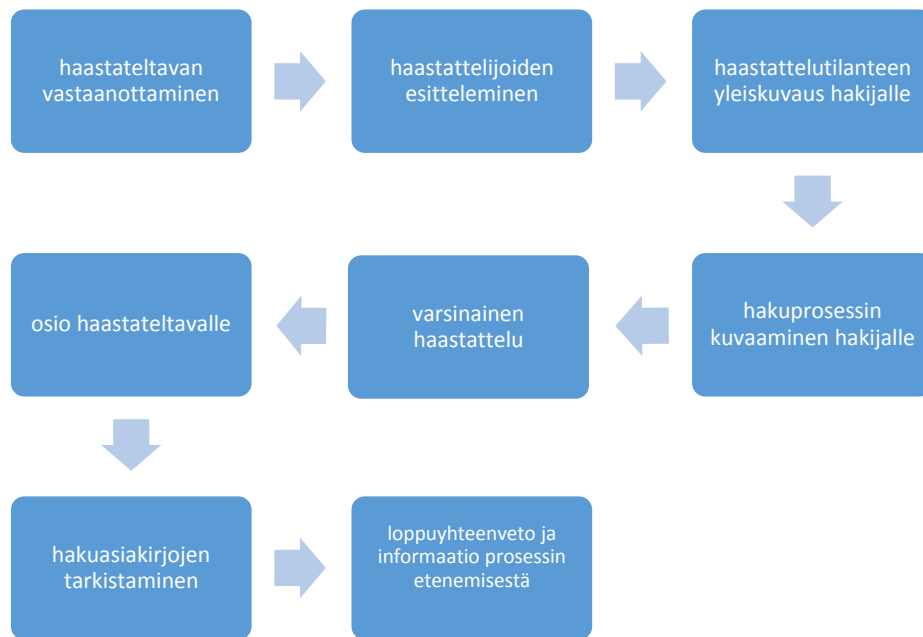 haastateltavan
vastaanottaminen
haastattelijoiden
esitteleminen
haastattelutilanteen
yleiskuvaus hakijalle
hakuprosessin
kuvaaminen hakijalle
varsinainen
haastattelu
osio haastateltavalle
hakuasiakirjojen
tarkistaminen
loppuyhteenveto ja
informaatio prosessin
etenemisestä